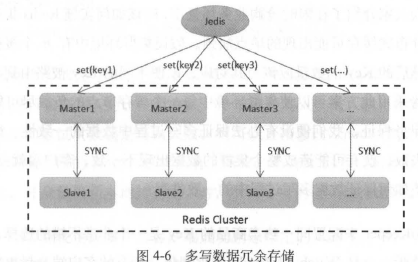 Jedis
set(key1) set(key2) set(key3) set(...)
Master1 Master2 Master3 ...
SYNC SYNC SYNC SYNC
Slave1 Slave2 Slave3 ...
Redis Cluster
图 4-6 多写数据冗余存储